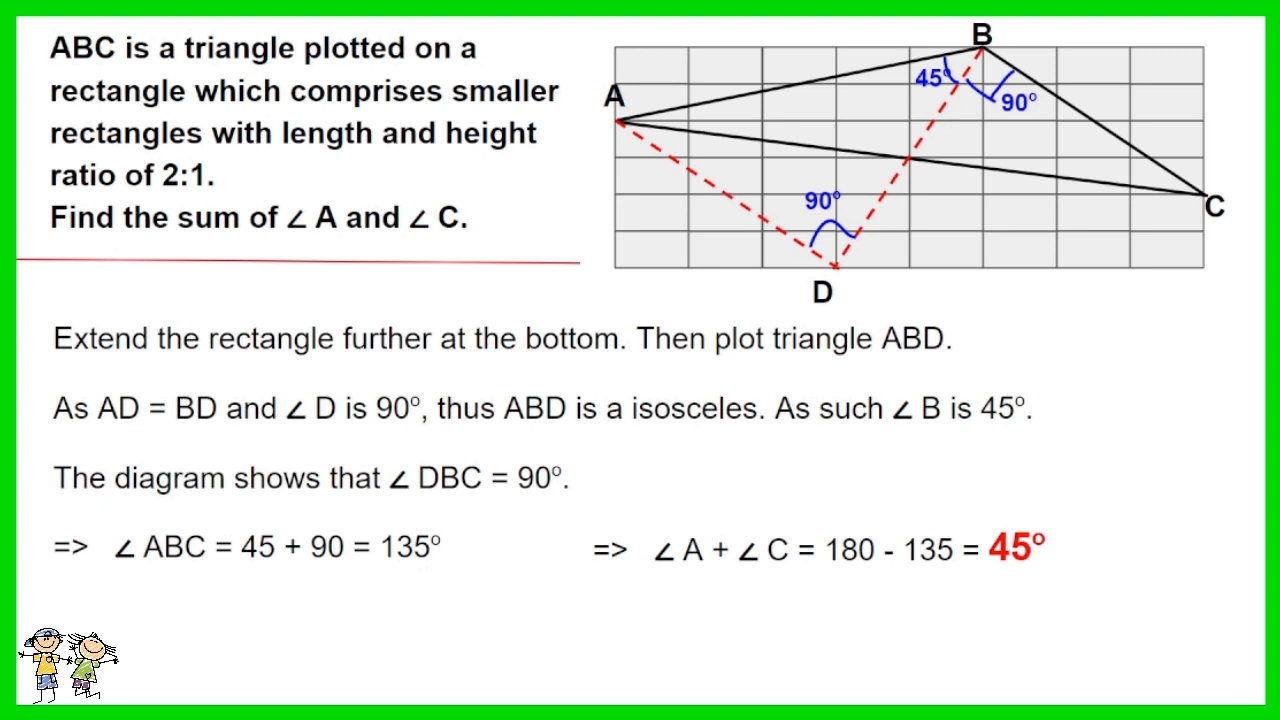 ABC is a triangle plotted on a
rectangle which comprises smaller
rectangles with length and height
ratio of 2:1.
Find the sum of ∠ A and ∠ C.
B
A
45°
90°
90°
C
D
Extend the rectangle further at the bottom. Then plot triangle ABD.
As AD = BD and ∠ D is 90°, thus ABD is a isosceles. As such ∠ B is 45°.
The diagram shows that ∠ DBC = 90°.
=> ∠ ABC = 45 + 90 = 135° => ∠ A + ∠ C = 180 - 135 = 45°